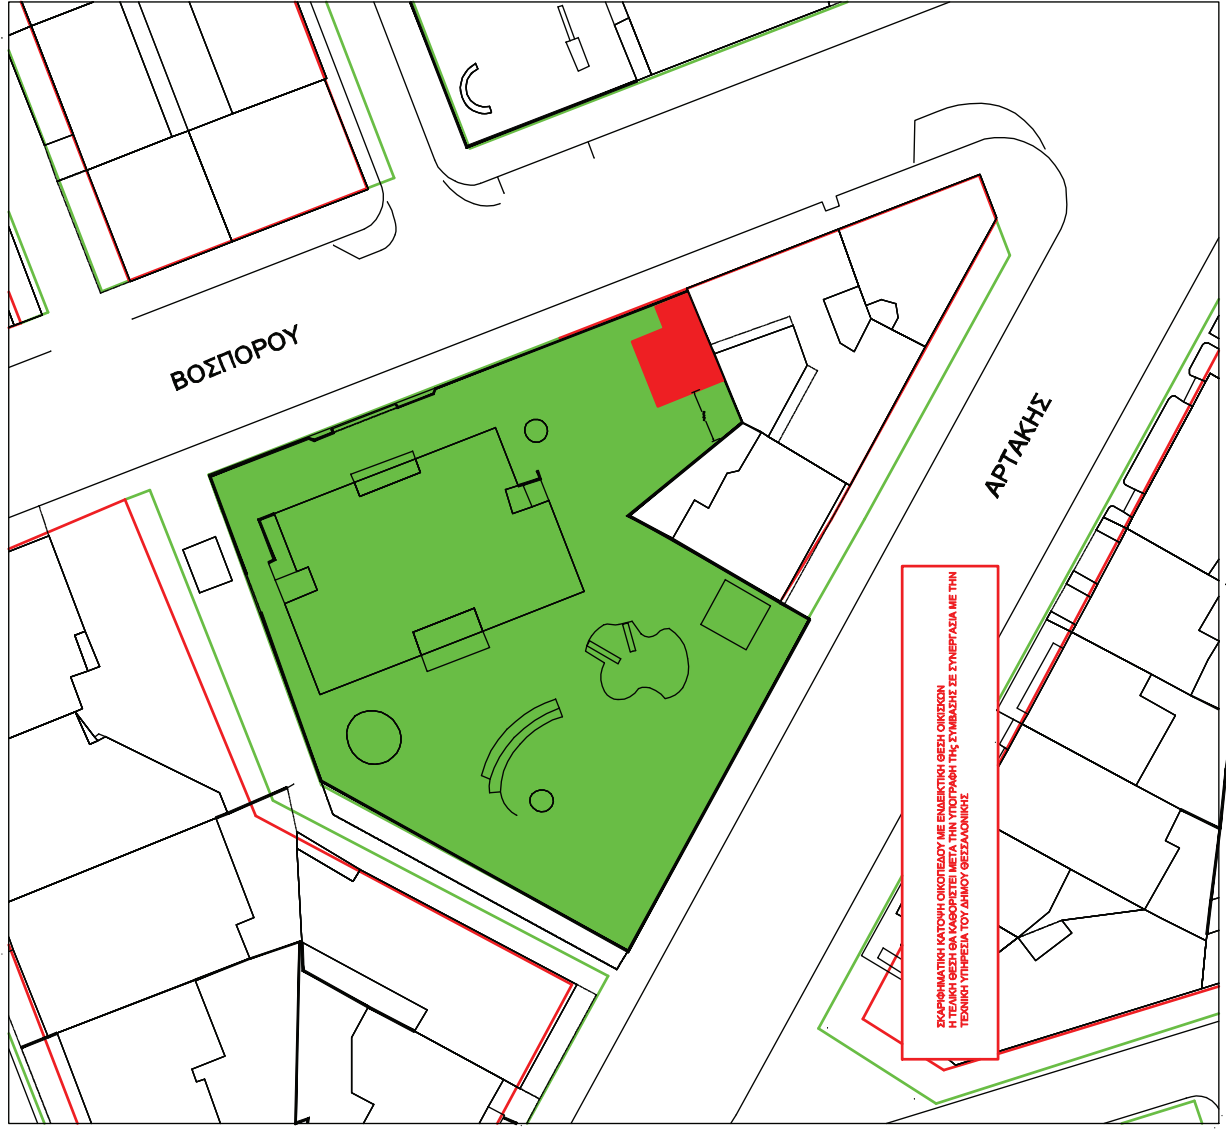 ΒΟΣΠΟΡΟΥ
ΑΡΤΑΚΗΣ
ΣΚΑΡΙΦΗΜΑΤΙΚΗ ΚΑΤΟΨΗ ΟΙΚΟΠΕΔΟΥ ΜΕ ΕΝΔΕΙΚΤΙΚΗ ΘΕΣΗ ΟΙΚΙΣΚΩΝ
Η ΤΕΛΙΚΗ ΘΕΣΗ ΘΑ ΚΑΘΟΡΙΣΤΕΙ ΜΕΤΑ ΤΗΝ ΥΠΟΓΡΑΦΗ ΤΗς ΣΥΜΒΑΣΗΣ ΣΕ ΣΥΝΕΡΓΑΣΙΑ ΜΕ ΤΗΝ
ΤΕΧΝΙΚΗ ΥΠΗΡΕΣΙΑ ΤΟΥ ΔΗΜΟΥ ΘΕΣΣΑΛΟΝΙΚΗΣ